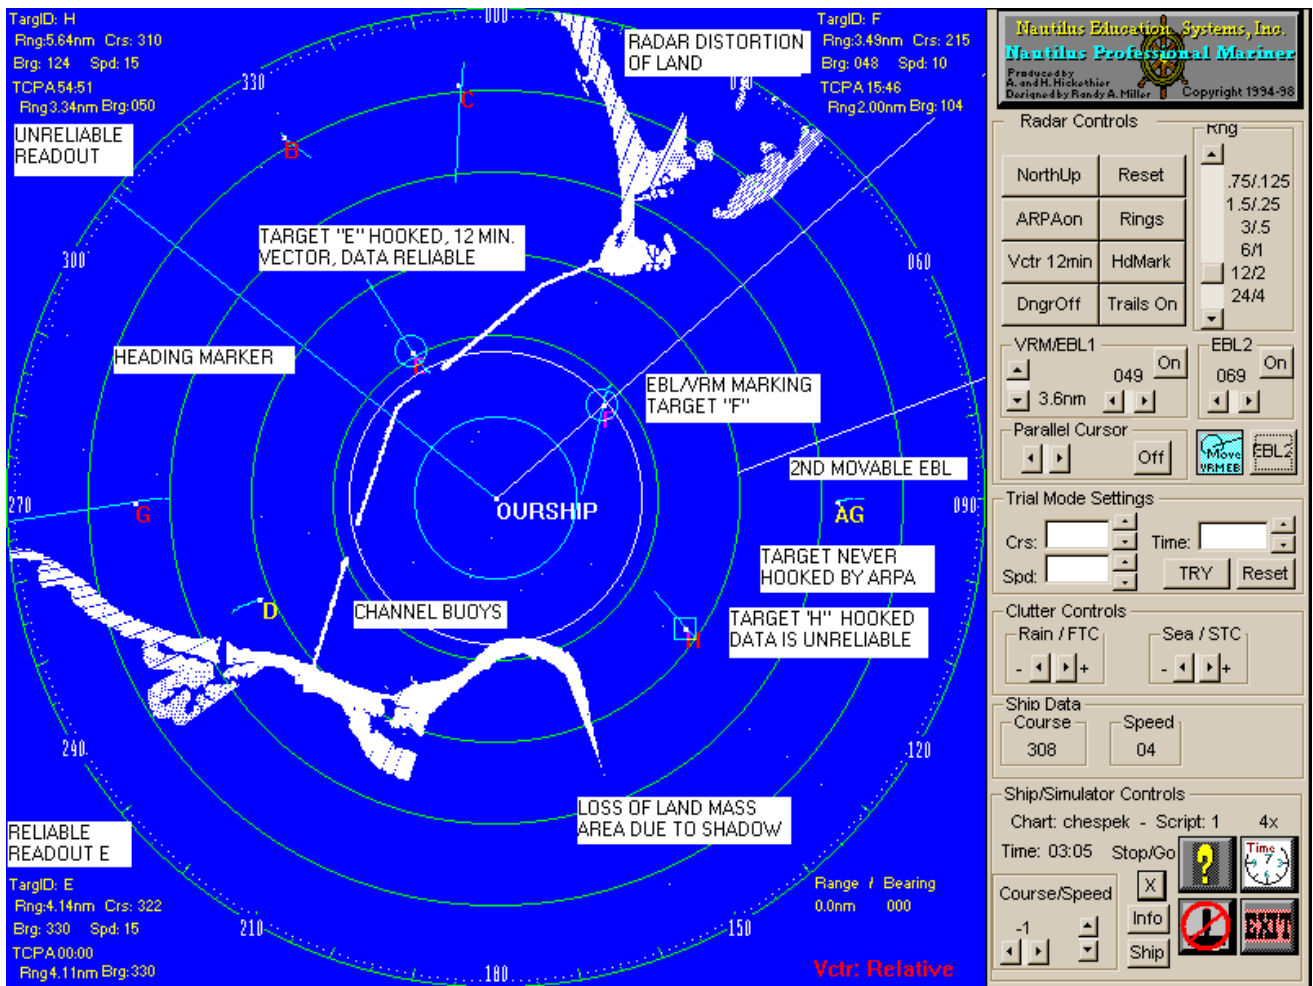 TargID: H
Rng:5.64nm Crs: 310
Brg: 124 Spd: 15
TCPA 54:51
Rng3.34nm Brg:050
UNRELIABLE
READOUT
000
RADAR DISTORTION
OF LAND
TargID: F
Rng:3.49nm Crs: 215
Brg: 048 Spd: 10
TCPA 15:46
Rng2.00nm Brg: 104
330
C
B
TARGET "E" HOOKED, 12 MIN.
VECTOR, DATA RELIABLE
300
060
HEADING MARKER
E
EBL/VRM MARKING
TARGET "F"
F
2ND MOVABLE EBL
270
G
OURSHIP
AG
090
TARGET NEVER
HOOKED BY ARPA
D
CHANNEL BUOYS
TARGET "H" HOOKED
DATA IS UNRELIABLE
H
240
120
LOSS OF LAND MASS
AREA DUE TO SHADOW
RELIABLE
READOUT E
TargID: E
Rng:4.14nm Crs: 322
Brg: 330 Spd: 15
TCPA 00:00
Rng4.11nm Brg:330
210
180
150
Range / Bearing
0.0nm 000
Vctr: Relative
Nautilus Education Systems, Inc.
Nautilus Professional Mariner
Produced by
A. and H. Hickethier
Designed by Randy A. Miller
Copyright 1994-98
Radar Controls
Rng
NorthUp Reset
ARPAon Rings
Vctr 12min HdMark
DngrOff Trails On
.75/.125
1.5/.25
3/.5
6/1
12/2
24/4
VRM/EBL1
On
049
3.6nm
EBL2
On
069
Parallel Cursor
Off
Move
VRMEB
EBL2
Trial Mode Settings
Crs: Time:
Spd: TRY Reset
Clutter Controls
Rain / FTC
- +
Sea / STC
- +
Ship Data
Course
308
Speed
04
Ship/Simulator Controls
Chart: chespek - Script: 1 4x
Time: 03:05 Stop/Go
X
?
Time
7
Course/Speed
-1
Info
Ship
EXIT